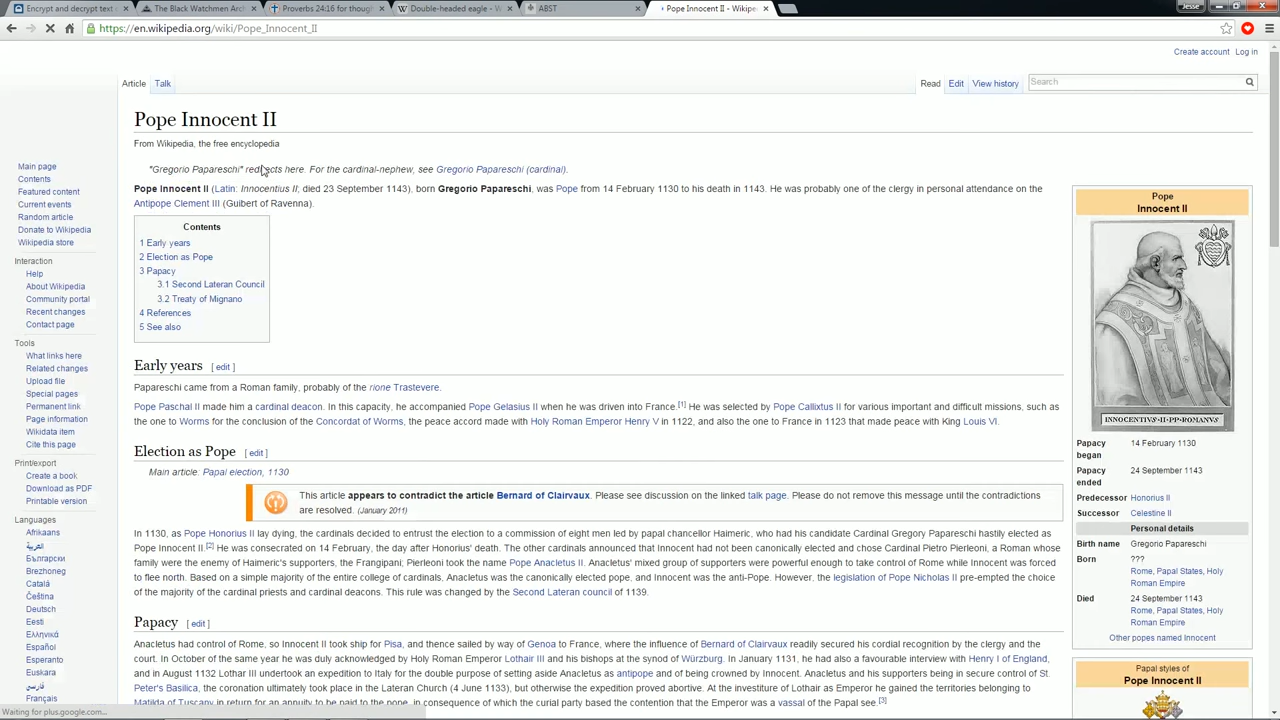 Encrypt and decrypt text
The Black Watchmen Arch
Proverbs 24:16 for though
Double-headed eagle - W
ABST
Pope Innocent II - Wikipe
Jesse
https://en.wikipedia.org/wiki/Pope_Innocent_II
Create account Log in
Article Talk Read Edit View history Search
Pope Innocent II
From Wikipedia, the free encyclopedia
"Gregorio Papareschi" redirects here. For the cardinal-nephew, see Gregorio Papareschi (cardinal).
Pope Innocent II (Latin: Innocentius II; died 23 September 1143), born Gregorio Papareschi, was Pope from 14 February 1130 to his death in 1143. He was probably one of the clergy in personal attendance on the
Antipope Clement III (Guibert of Ravenna).
Contents
1 Early years
2 Election as Pope
3 Papacy
3.1 Second Lateran Council
3.2 Treaty of Mignano
4 References
5 See also
Early years [ edit ]
Papareschi came from a Roman family, probably of the rione Trastevere.
Pope Paschal II made him a cardinal deacon. In this capacity, he accompanied Pope Gelasius II when he was driven into France.[1] He was selected by Pope Callixtus II for various important and difficult missions, such as
the one to Worms for the conclusion of the Concordat of Worms, the peace accord made with Holy Roman Emperor Henry V in 1122, and also the one to France in 1123 that made peace with King Louis VI.
Election as Pope [ edit ]
Main article: Papal election, 1130
This article appears to contradict the article Bernard of Clairvaux. Please see discussion on the linked talk page. Please do not remove this message until the contradictions
are resolved. (January 2011)
In 1130, as Pope Honorius II lay dying, the cardinals decided to entrust the election to a commission of eight men led by papal chancellor Haimeric, who had his candidate Cardinal Gregory Papareschi hastily elected as
Pope Innocent II.[2] He was consecrated on 14 February, the day after Honorius' death. The other cardinals announced that Innocent had not been canonically elected and chose Cardinal Pietro Pierleoni, a Roman whose
family were the enemy of Haimeric's supporters, the Frangipani; Pierleoni took the name Pope Anacletus II. Anacletus' mixed group of supporters were powerful enough to take control of Rome while Innocent was forced
to flee north. Based on a simple majority of the entire college of cardinals, Anacletus was the canonically elected pope, and Innocent was the anti-Pope. However, the legislation of Pope Nicholas II pre-empted the choice
of the majority of the cardinal priests and cardinal deacons. This rule was changed by the Second Lateran council of 1139.
Papacy [ edit ]
Anacletus had control of Rome, so Innocent II took ship for Pisa, and thence sailed by way of Genoa to France, where the influence of Bernard of Clairvaux readily secured his cordial recognition by the clergy and the
court. In October of the same year he was duly acknowledged by Holy Roman Emperor Lothair III and his bishops at the synod of Würzburg. In January 1131, he had also a favourable interview with Henry I of England,
and in August 1132 Lothair III undertook an expedition to Italy for the double purpose of setting aside Anacletus as antipope and of being crowned by Innocent. Anacletus and his supporters being in secure control of St.
Peter's Basilica, the coronation ultimately took place in the Lateran Church (4 June 1133), but otherwise the expedition proved abortive. At the investiture of Lothair as Emperor he gained the territories belonging to
Matilda of Tuscany in return for an annuity to be paid to the pope, in consequence of which the curial party based the contention that the Emperor was a vassal of the Papal see.[3]
Main page
Contents
Featured content
Current events
Random article
Donate to Wikipedia
Wikipedia store
Interaction
Help
About Wikipedia
Community portal
Recent changes
Contact page
Tools
What links here
Related changes
Upload file
Special pages
Permanent link
Page information
Wikidata item
Cite this page
Print/export
Create a book
Download as PDF
Printable version
Languages
Afrikaans
العربية
Български
Brezhoneg
Català
Čeština
Deutsch
Eesti
Ελληνικά
Español
Esperanto
Euskara
فارسی
Français
Pope
Innocent II
INNOCENTIVS·II·PP·ROMANVS
Papacy began 14 February 1130
Papacy ended 24 September 1143
Predecessor Honorius II
Successor Celestine II
Personal details
Birth name Gregorio Papareschi
Born ???
Rome, Papal States, Holy
Roman Empire
Died 24 September 1143
Rome, Papal States, Holy
Roman Empire
Other popes named Innocent
Papal styles of
Pope Innocent II
Waiting for plus.google.com...